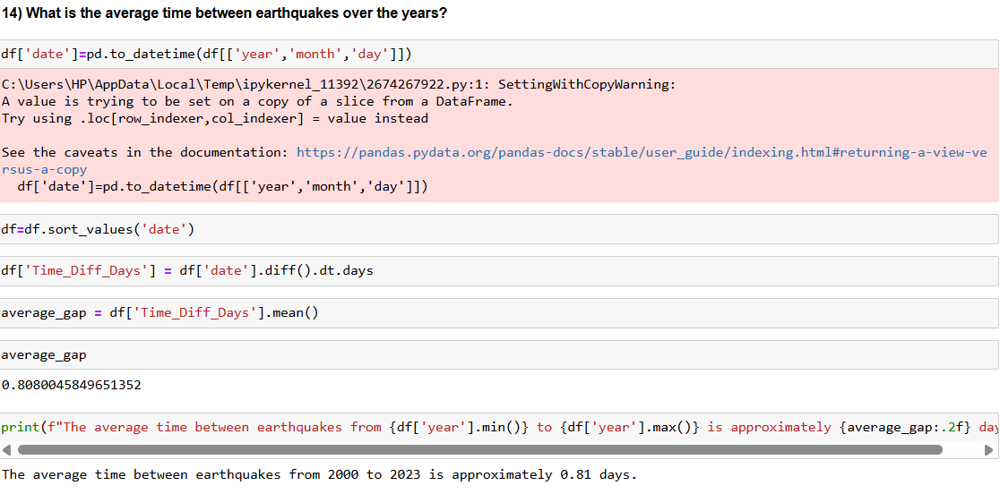 14) What is the average time between earthquakes over the years?
df['date']=pd.to_datetime(df[['year','month','day']])
C:\Users\HP\AppData\Local\Temp\ipykernel_11392\2674267922.py:1: SettingWithCopyWarning:
A value is trying to be set on a copy of a slice from a DataFrame.
Try using .loc[row_indexer,col_indexer] = value instead
See the caveats in the documentation: https://pandas.pydata.org/pandas-docs/stable/user_guide/indexing.html#returning-a-view-ve
rsus-a-copy
  df['date']=pd.to_datetime(df[['year','month','day']])
df=df.sort_values('date')
df['Time_Diff_Days'] = df['date'].diff().dt.days
average_gap = df['Time_Diff_Days'].mean()
average_gap
0.8080045849651352
print(f"The average time between earthquakes from {df['year'].min()} to {df['year'].max()} is approximately {average_gap:.2f} day
The average time between earthquakes from 2000 to 2023 is approximately 0.81 days.